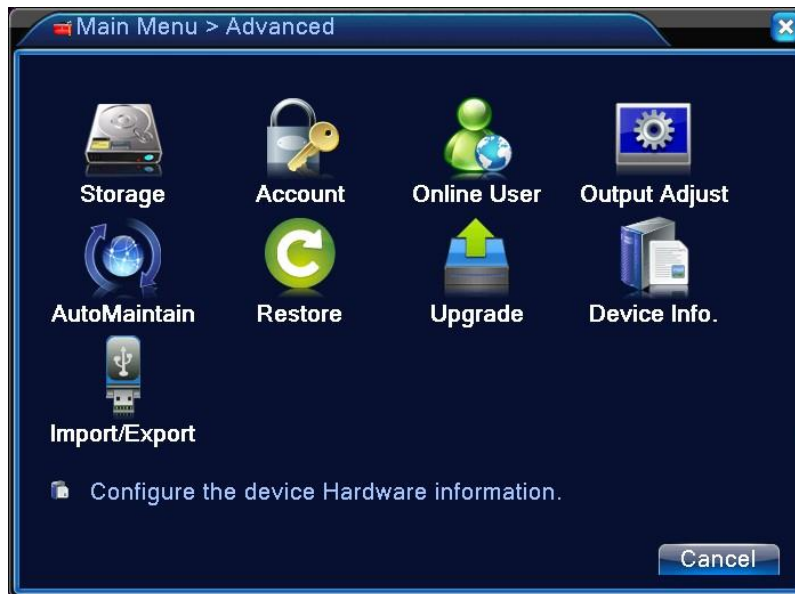 Main Menu > Advanced
Storage
Account
Online User
Output Adjust
AutoMaintain
Restore
Upgrade
Device Info.
Import/Export
Configure the device Hardware information.
Cancel